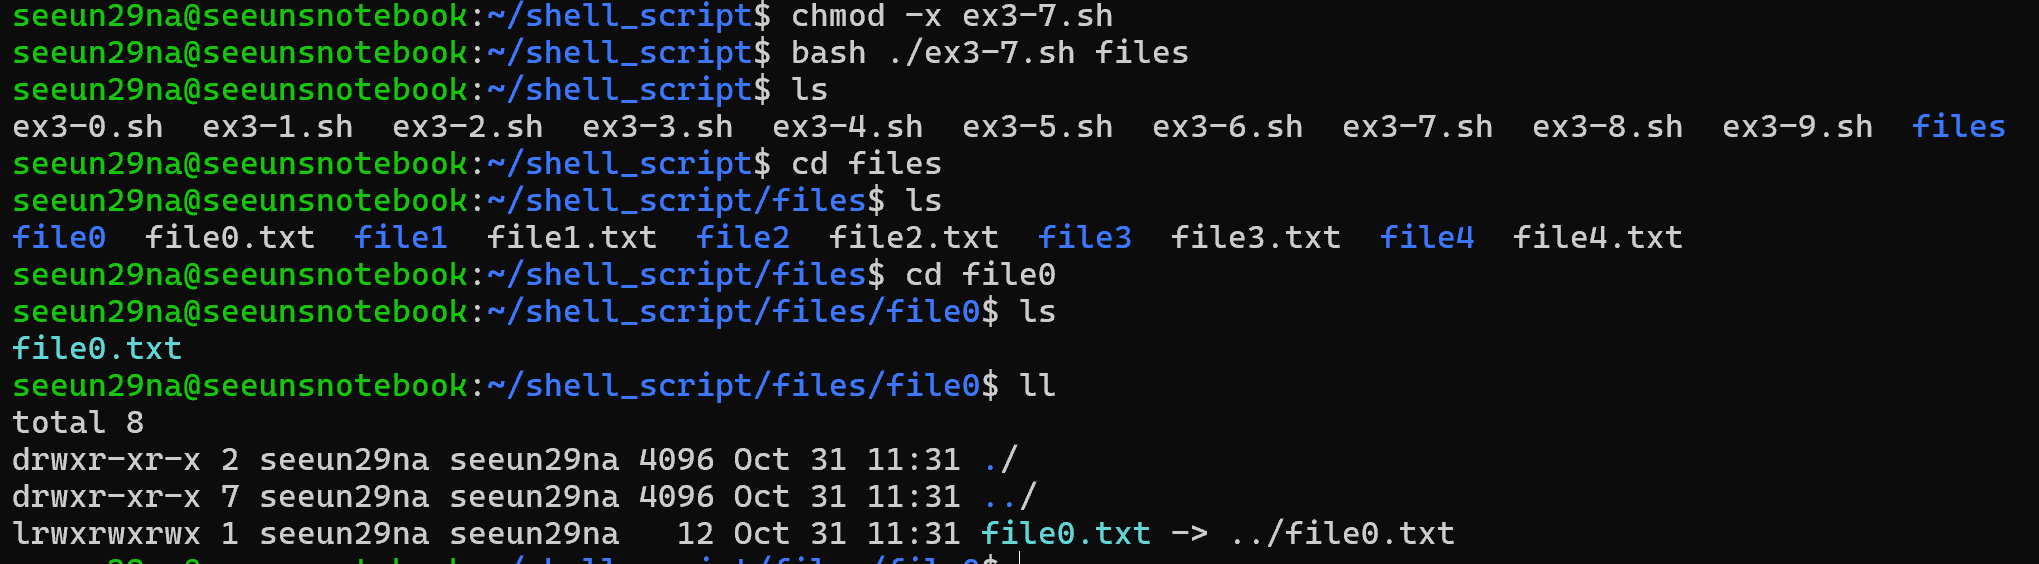 seeun29na@seeunsnotebook:~/shell_script$ chmod -x ex3-7.sh
seeun29na@seeunsnotebook:~/shell_script$ bash ./ex3-7.sh files
seeun29na@seeunsnotebook:~/shell_script$ ls
ex3-0.sh  ex3-1.sh  ex3-2.sh  ex3-3.sh  ex3-4.sh  ex3-5.sh  ex3-6.sh  ex3-7.sh  ex3-8.sh  ex3-9.sh  files
seeun29na@seeunsnotebook:~/shell_script$ cd files
seeun29na@seeunsnotebook:~/shell_script/files$ ls
file0  file0.txt  file1  file1.txt  file2  file2.txt  file3  file3.txt  file4  file4.txt
seeun29na@seeunsnotebook:~/shell_script/files$ cd file0
seeun29na@seeunsnotebook:~/shell_script/files/file0$ ls
file0.txt
seeun29na@seeunsnotebook:~/shell_script/files/file0$ ll
total 8
drwxr-xr-x 2 seeun29na seeun29na 4096 Oct 31 11:31 ./
drwxr-xr-x 7 seeun29na seeun29na 4096 Oct 31 11:31 ../
lrwxrwxrwx 1 seeun29na seeun29na   12 Oct 31 11:31 file0.txt -> ../file0.txt